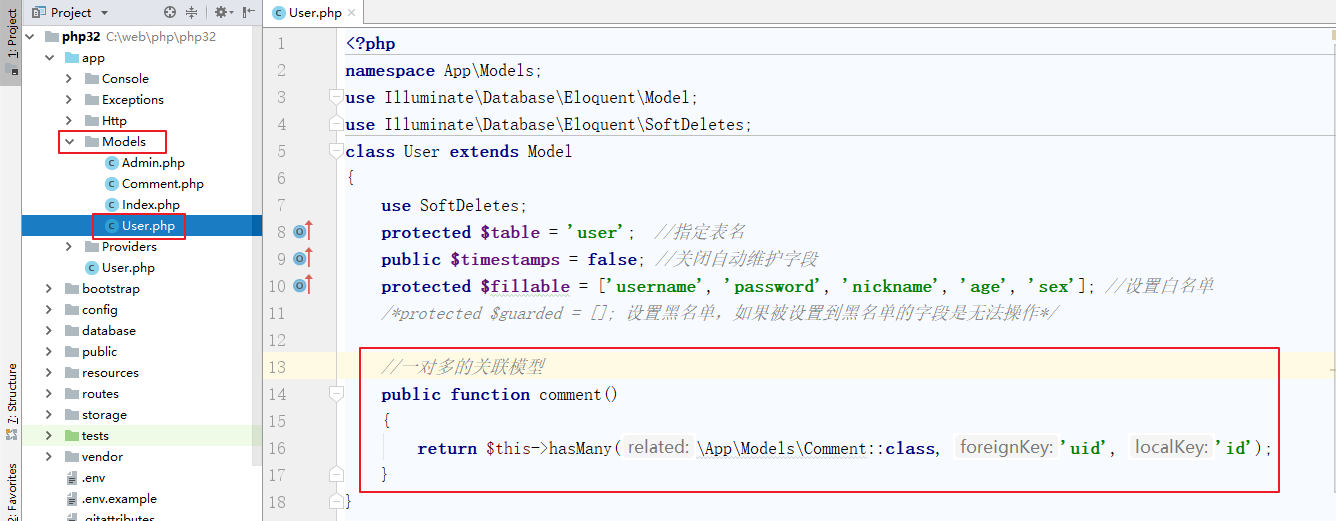 Project
User.php
1: Project
php32 C:\web\php\php32
app
Console
Exceptions
Http
Models
Admin.php
Comment.php
Index.php
User.php
Providers
User.php
bootstrap
config
database
public
resources
routes
storage
tests
vendor
.env
.env.example
.gitattributes
7: Structure
2: Favorites
1 <?php
2 namespace App\Models;
3 use Illuminate\Database\Eloquent\Model;
4 use Illuminate\Database\Eloquent\SoftDeletes;
5 class User extends Model
6 {
7 use SoftDeletes;
8 protected $table = 'user'; //指定表名
9 public $timestamps = false; //关闭自动维护字段
10 protected $fillable = ['username', 'password', 'nickname', 'age', 'sex']; //设置白名单
11 /*protected $guarded = []; 设置黑名单，如果被设置到黑名单的字段是无法操作*/
12
13 //一对多的关联模型
14 public function comment()
15 {
16 return $this->hasMany( related: \App\Models\Comment::class, foreignKey: 'uid', localKey: 'id');
17 }
18 }